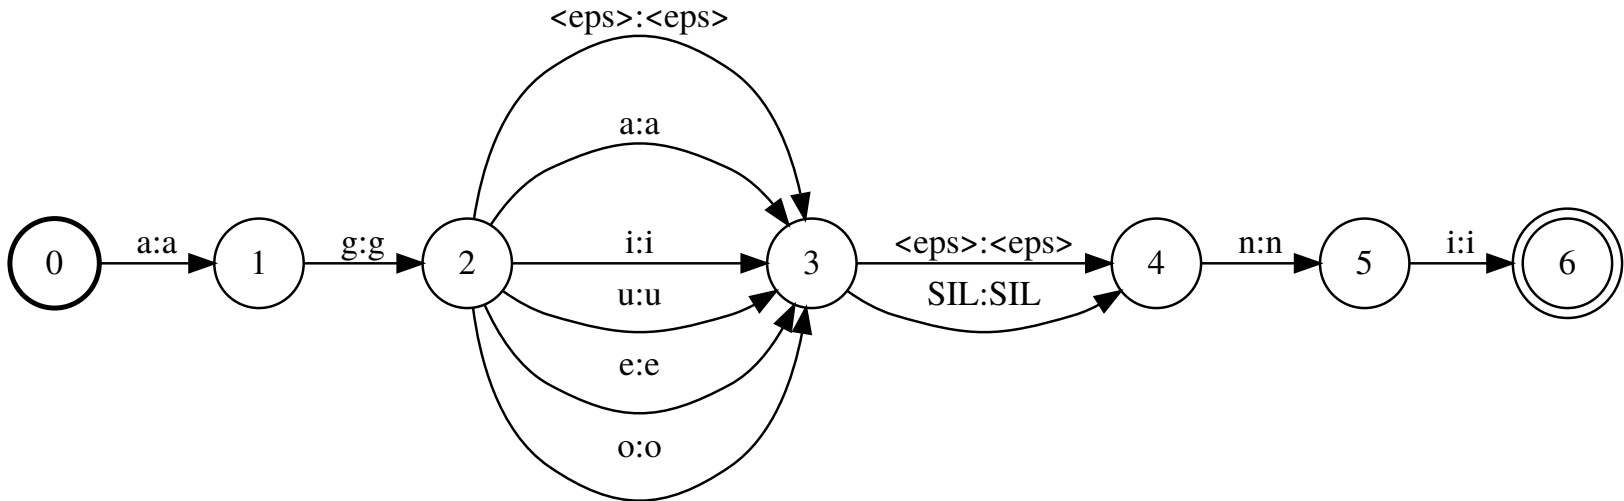 <eps>:<eps>
a:a
0 a:a 1 g:g 2 i:i 3 <eps>:<eps> 4 n:n 5 i:i 6
u:u SIL:SIL
e:e
o:o